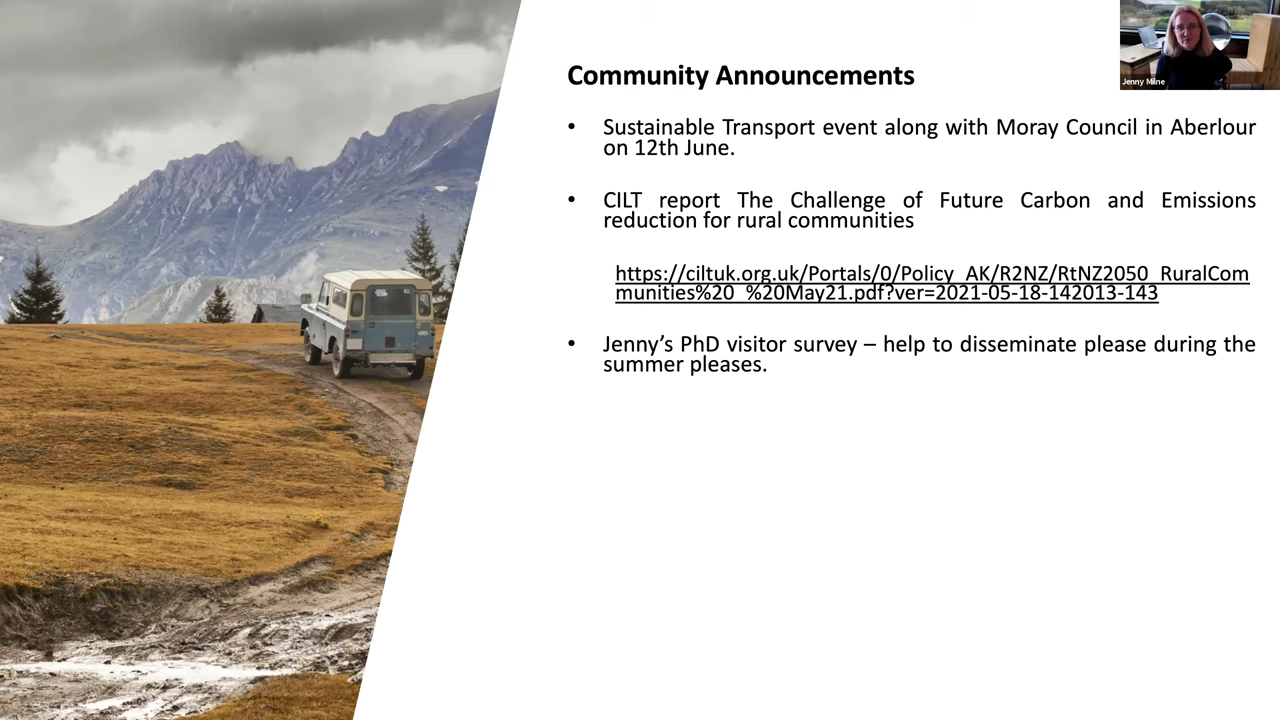 Community Announcements
Jenny Milne
• Sustainable Transport event along with Moray Council in Aberlour
on 12th June.
• CILT report The Challenge of Future Carbon and Emissions
reduction for rural communities
https://ciltuk.org.uk/Portals/0/Policy_AK/R2NZ/RtNZ2050_RuralCom
munities%20_%20May21.pdf?ver=2021-05-18-142013-143
• Jenny’s PhD visitor survey – help to disseminate please during the
summer pleases.